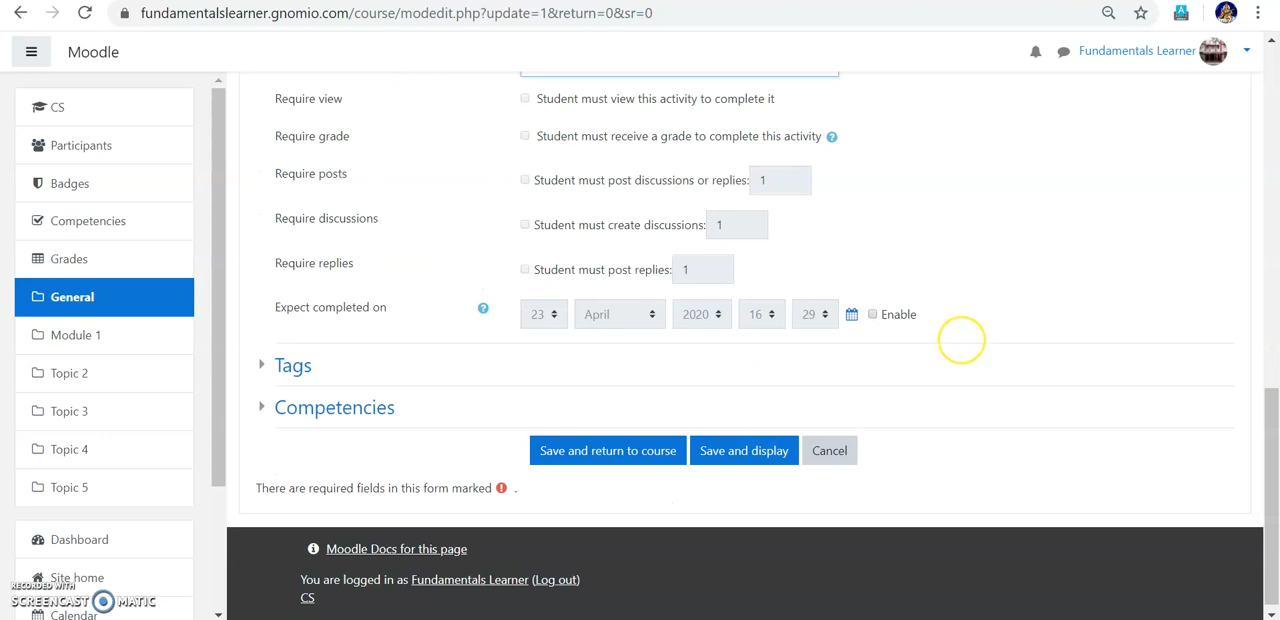 fundamentalslearner.gnomio.com/course/modedit.php?update=1&return=0&sr=0
Moodle
Fundamentals Learner
CS
Participants
Badges
Competencies
Grades
General
Module 1
Topic 2
Topic 3
Topic 4
Topic 5
Dashboard
Site home
Calendar
Require view
Student must view this activity to complete it
Require grade
Student must receive a grade to complete this activity
Require posts
Student must post discussions or replies: 1
Require discussions
Student must create discussions: 1
Require replies
Student must post replies: 1
Expect completed on
23 April 2020 16 29 Enable
Tags
Competencies
Save and return to course Save and display Cancel
There are required fields in this form marked .
Moodle Docs for this page
You are logged in as Fundamentals Learner (Log out)
CS
RECORDED WITH
SCREENCAST MATIC